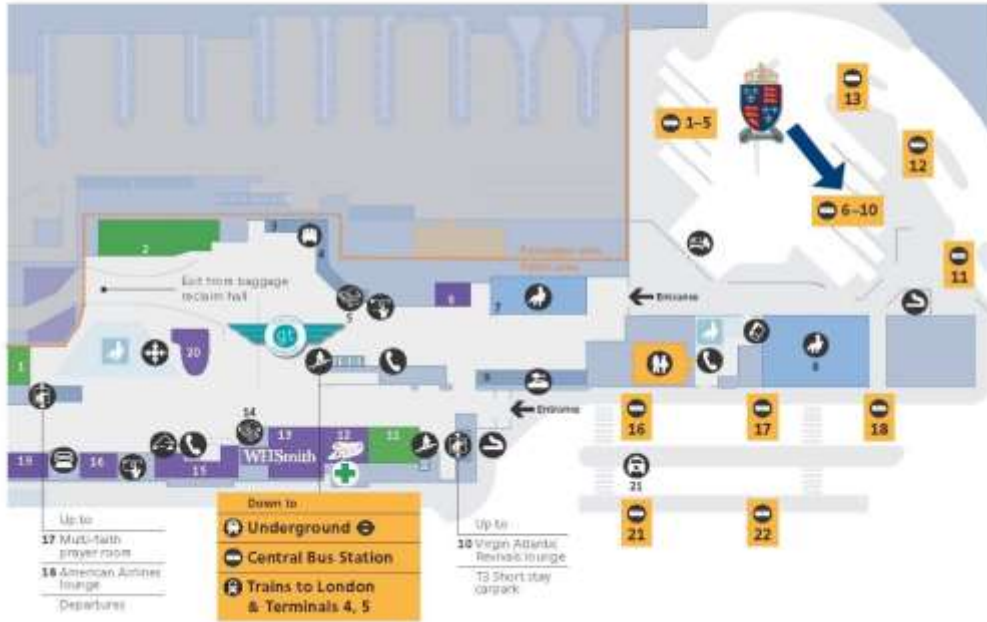 1–5
13
12
6–10
11
2
3
4
Exit from baggage
reclaim hall
5
7
Entrance
gt
1
20
Entrance
14
13
12
11
WHSmith
19
16
15
16
17
18
21
21
22
Down to
Underground
Central Bus Station
Trains to London
& Terminals 4, 5
Up to
17 Multi-faith
prayer room
18 American Airlines
lounge
Departures
Up to
10 Virgin Atlantic
Revivals lounge
T3 Short stay
carpark